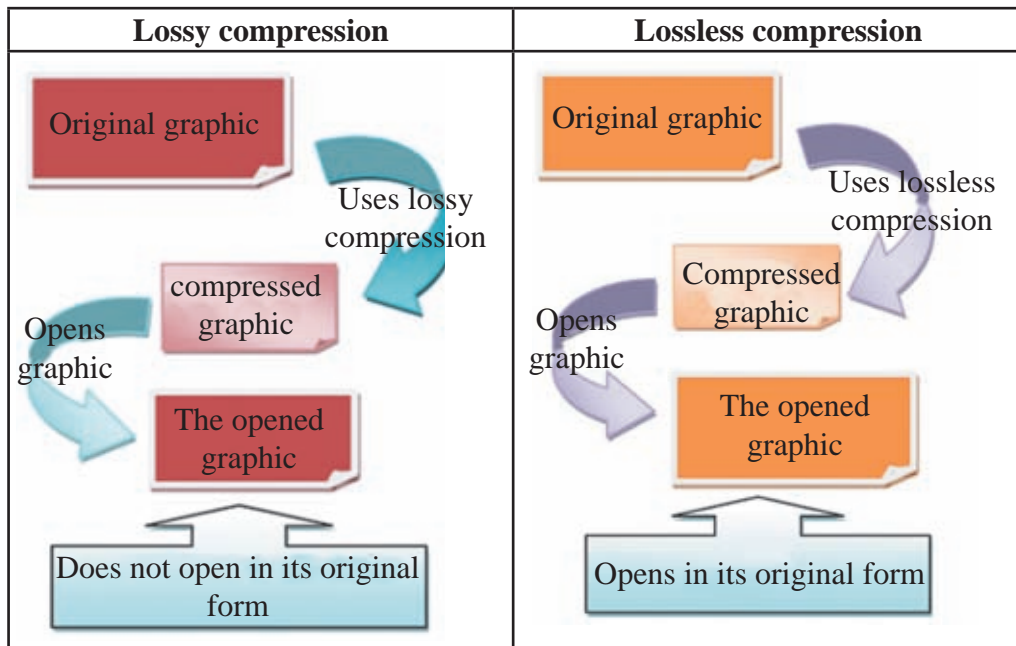 Lossy compression
Original graphic
Uses lossy
compression
compressed
graphic
Opens
graphic
The opened
graphic
Does not open in its original
form
Lossless compression
Original graphic
Uses lossless
compression
Compressed
graphic
Opens
graphic
The opened
graphic
Opens in its original form